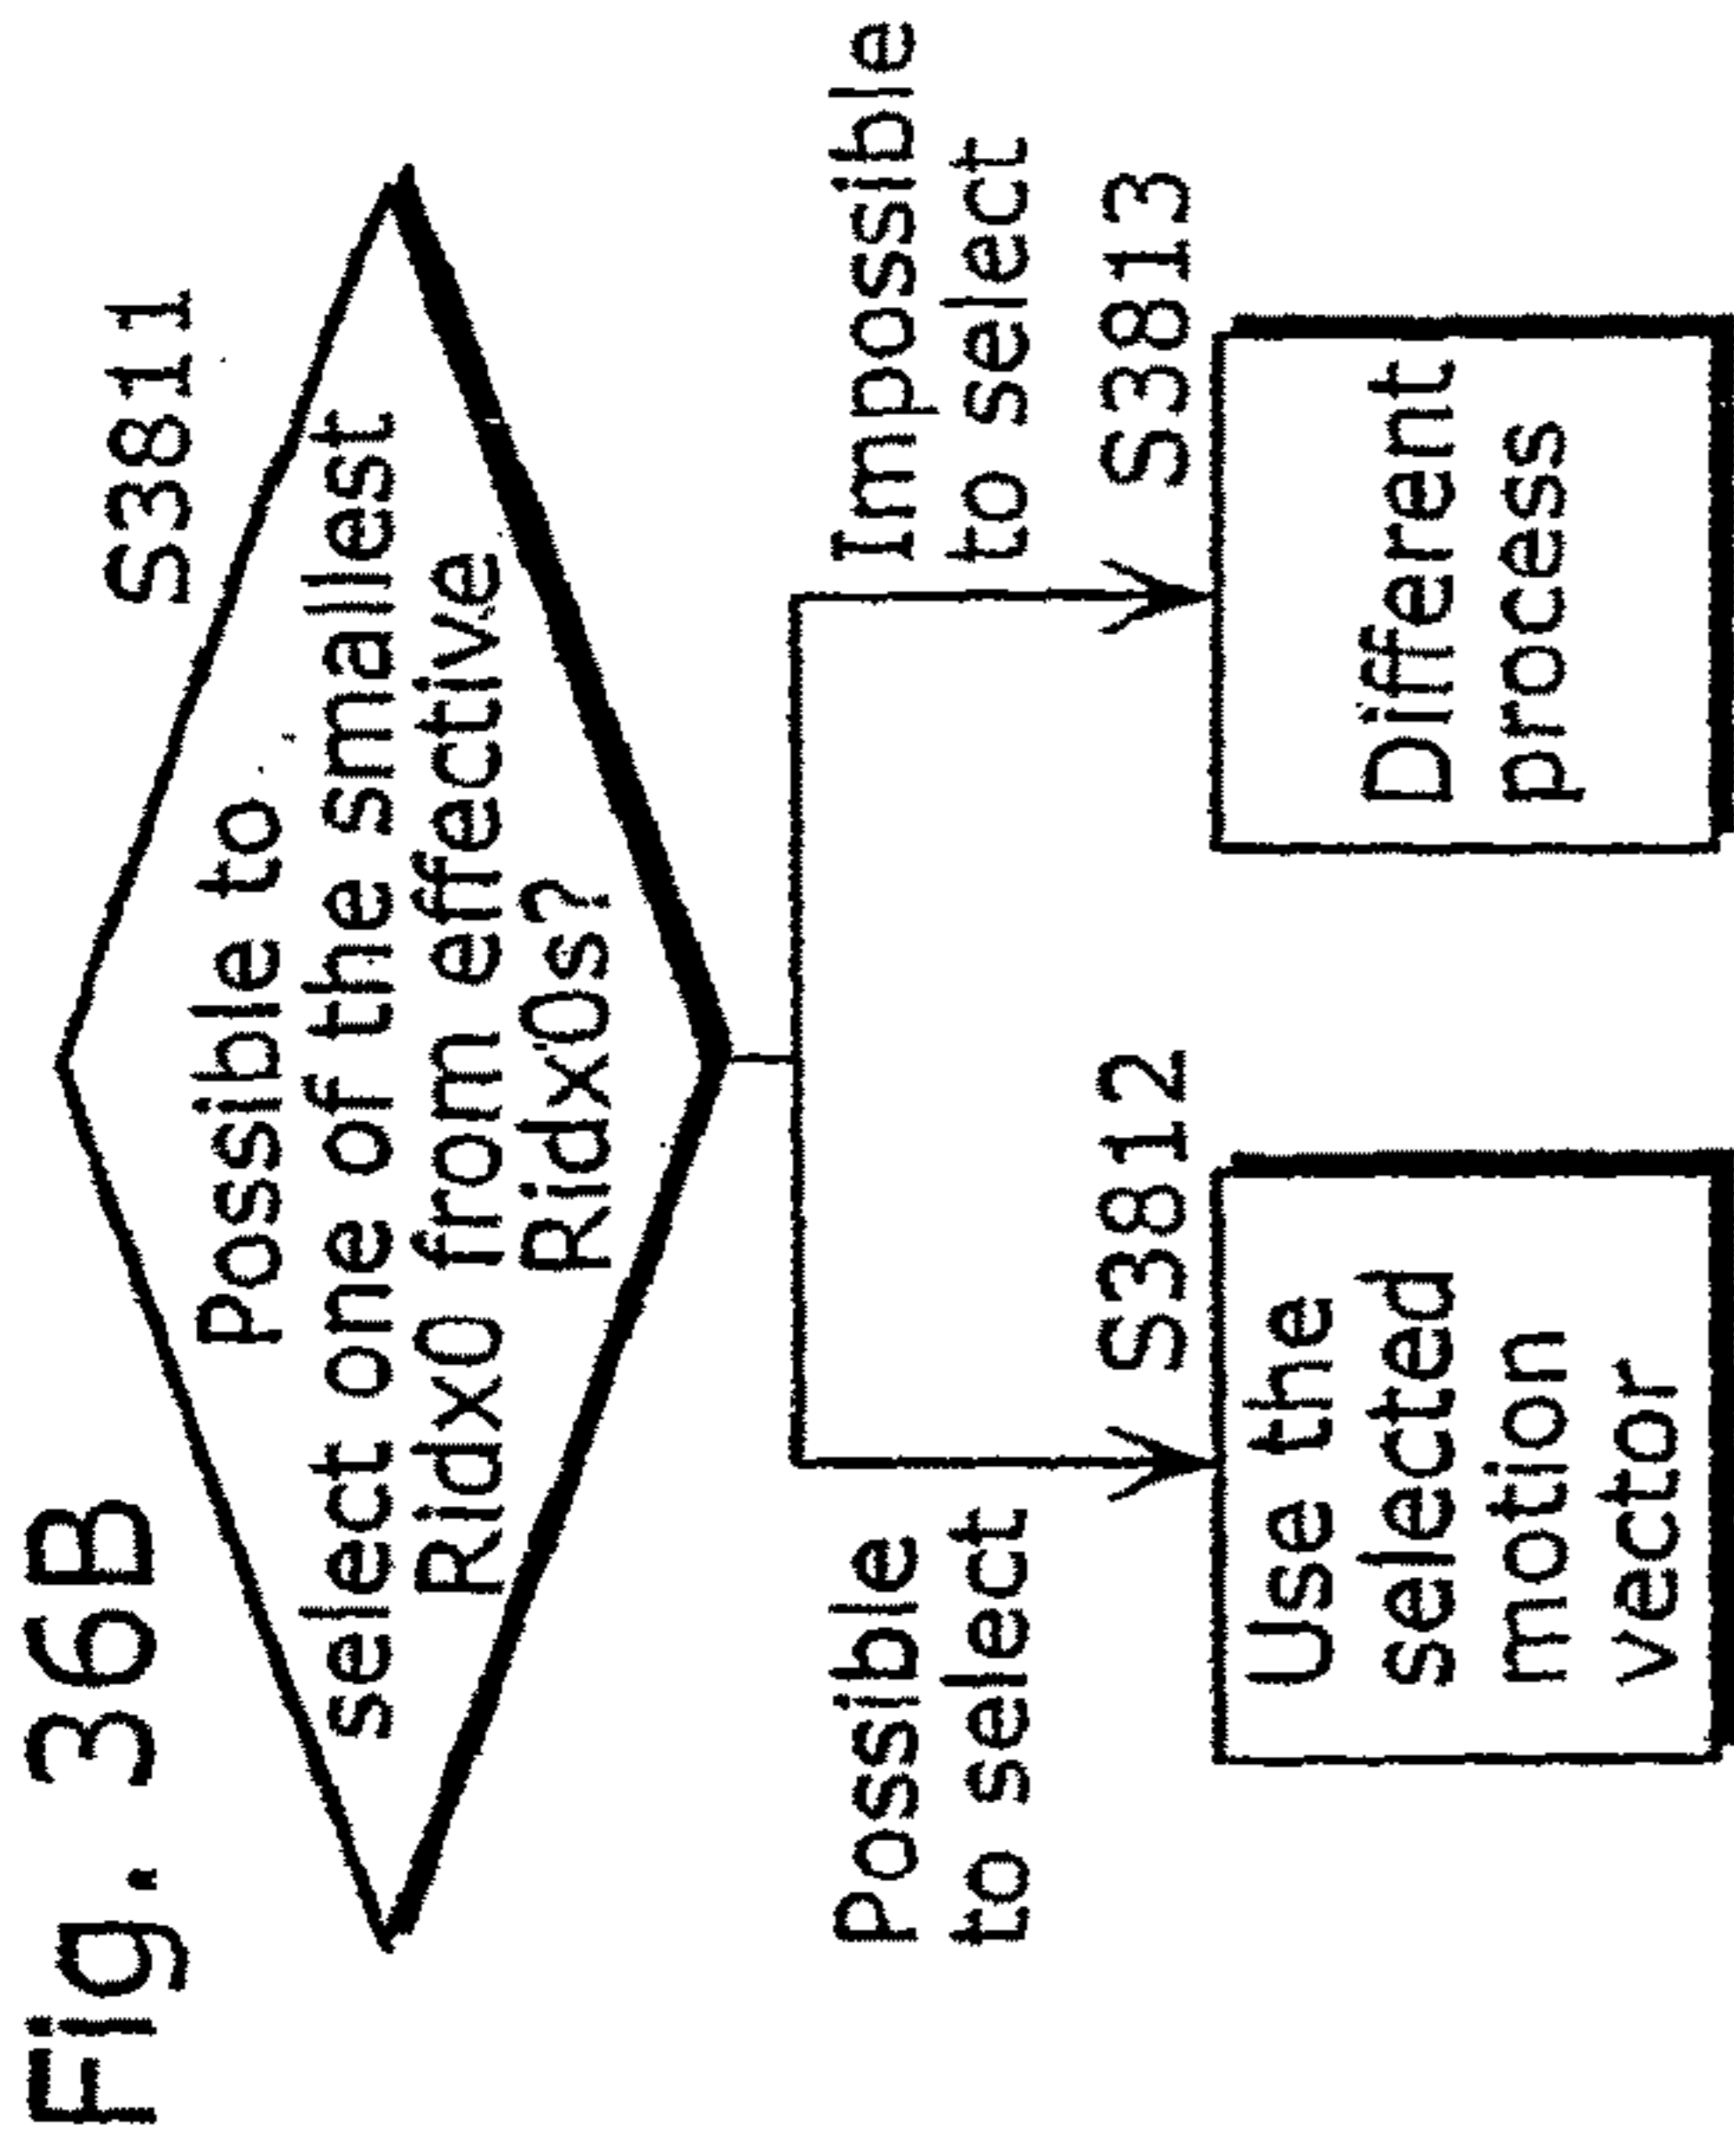 Fig. 36B
S3811
Possible to
select one of the smallest
Ridx0 from effective
Ridx0s?
Possible
to select
Impossible
to select
S3812
Use the
selected
motion
vector
S3813
Different
process